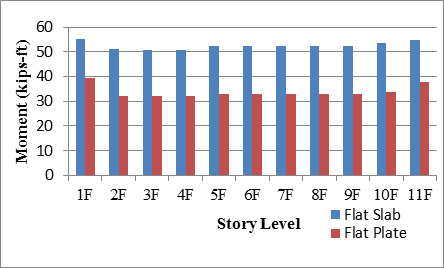 60
50
40
30
20
10
0
Moment (kips-ft)
1F 2F 3F 4F 5F 6F 7F 8F 9F 10F 11F
Story Level
Flat Slab
Flat Plate